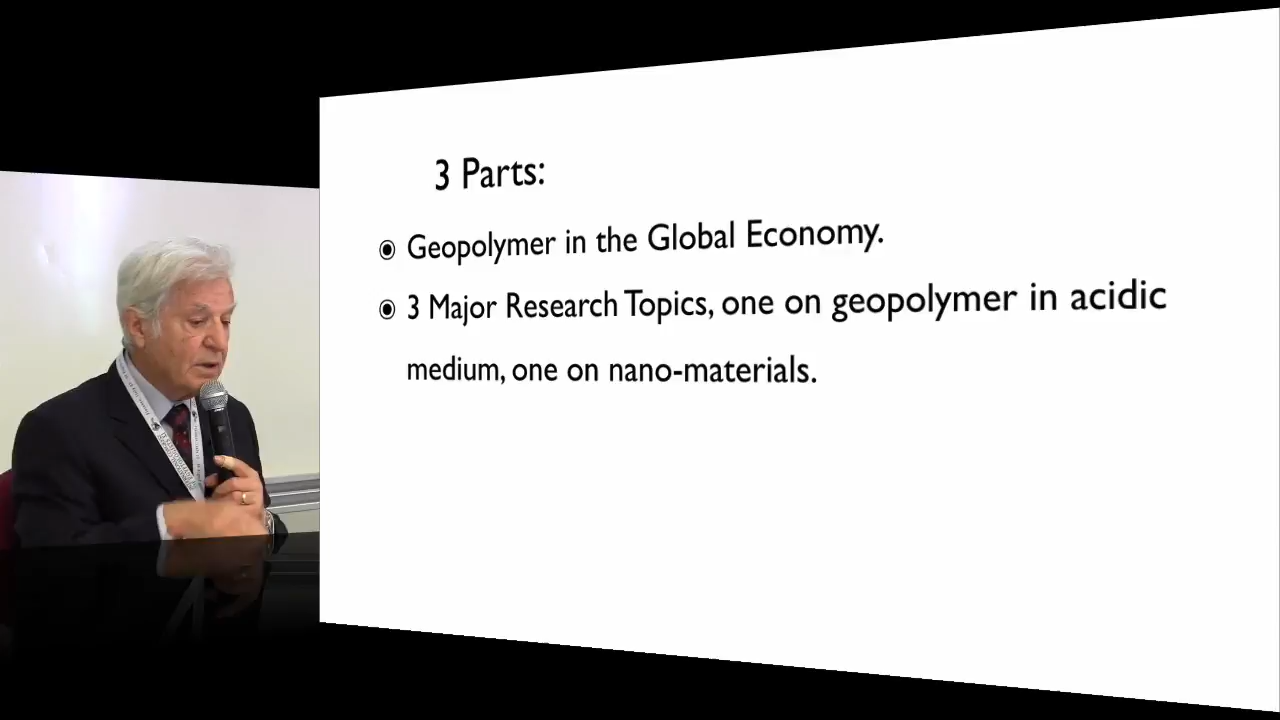 3 Parts:
Geopolymer in the Global Economy.
3 Major Research Topics, one on geopolymer in acidic
medium, one on nano-materials.